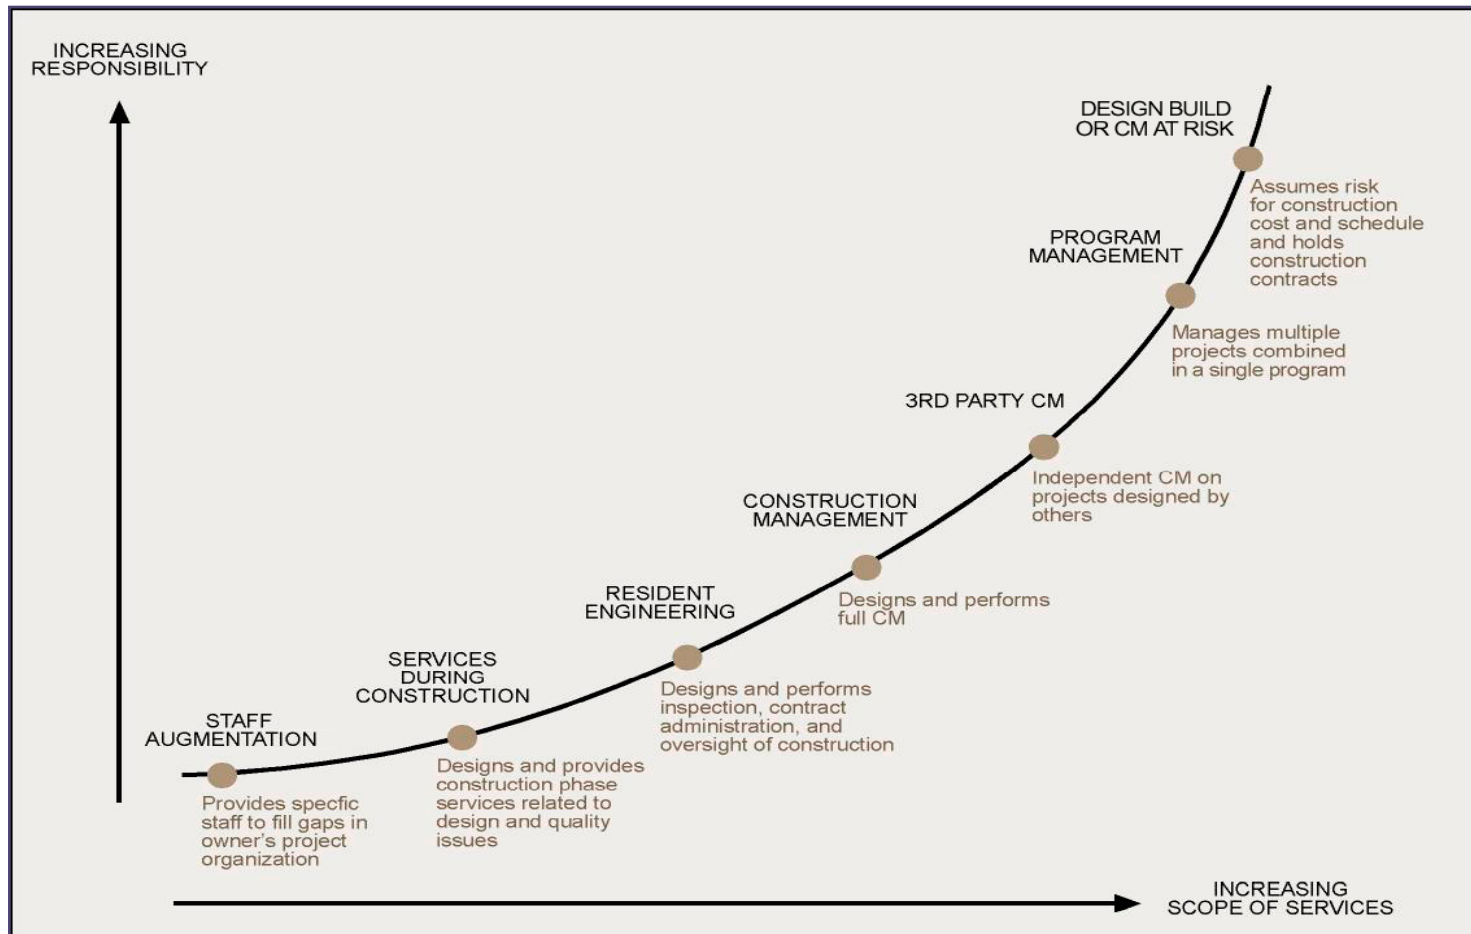 INCREASING
RESPONSIBILITY
DESIGN BUILD
OR CM AT RISK
Assumes risk
for construction
cost and schedule
and holds
construction
contracts
PROGRAM
MANAGEMENT
Manages multiple
projects combined
in a single program
3RD PARTY CM
Independent CM on
projects designed by
others
CONSTRUCTION
MANAGEMENT
Designs and performs
full CM
RESIDENT
ENGINEERING
Designs and performs
inspection, contract
administration, and
oversight of construction
SERVICES
DURING
CONSTRUCTION
Designs and provides
construction phase
services related to
design and quality
issues
STAFF
AUGMENTATION
Provides specfic
staff to fill gaps in
owner's project
organization
INCREASING
SCOPE OF SERVICES